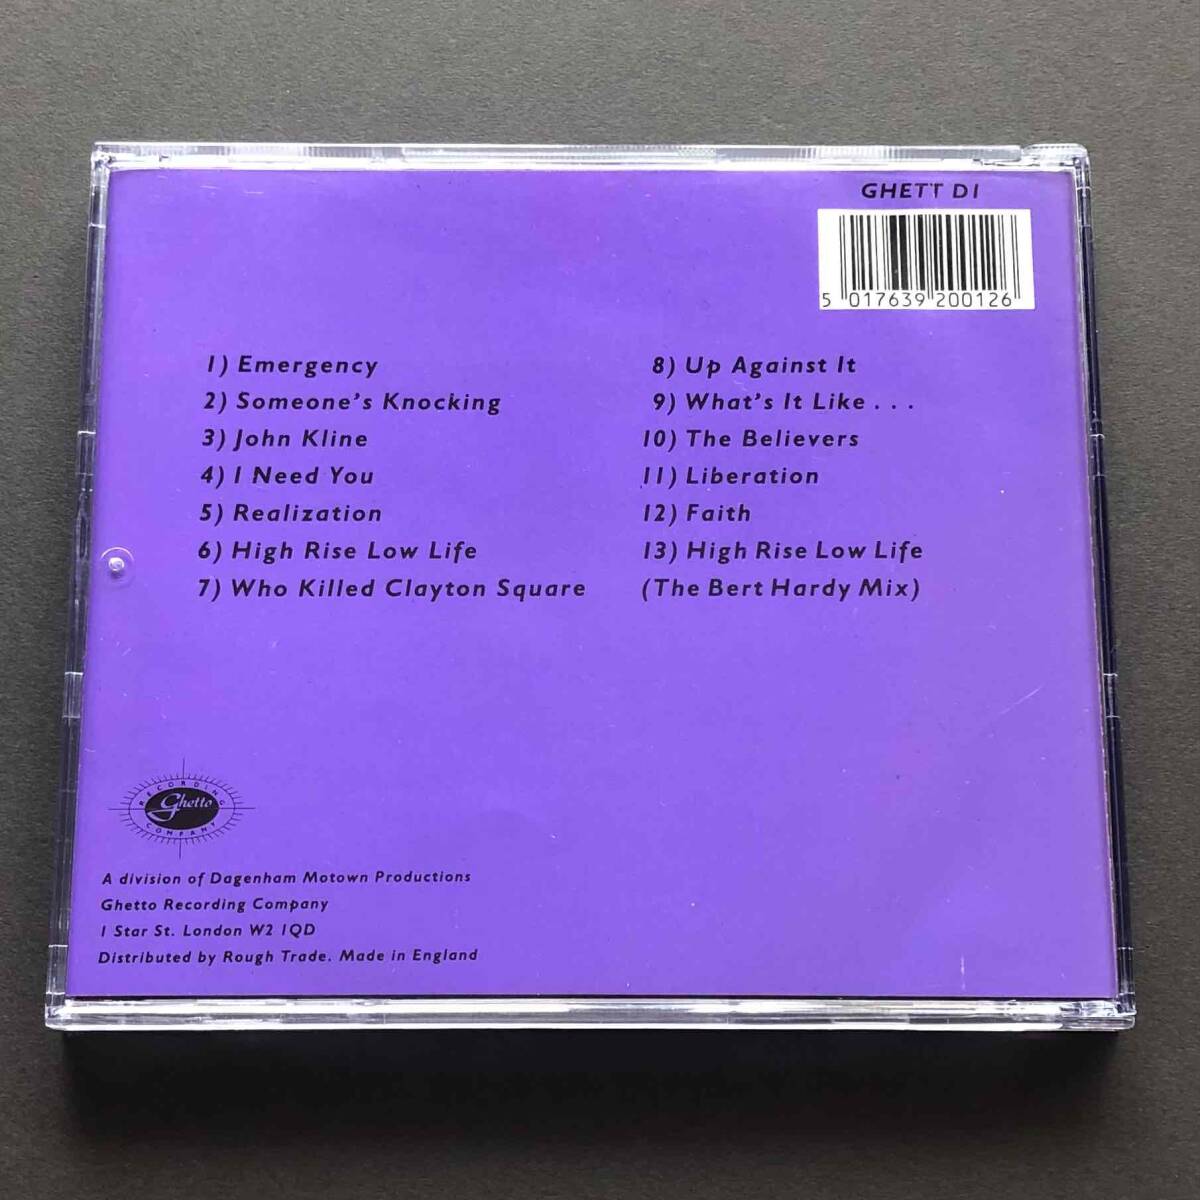 GHETT D1
5 017639 200126
1) Emergency
2) Someone's Knocking
3) John Kline
4) I Need You
5) Realization
6) High Rise Low Life
7) Who Killed Clayton Square
8) Up Against It
9) What's It Like . . .
10) The Believers
11) Liberation
12) Faith
13) High Rise Low Life
(The Bert Hardy Mix)
RECORDING
Ghetto
COMPANY
A division of Dagenham Motown Productions
Ghetto Recording Company
1 Star St. London W2 1QD
Distributed by Rough Trade. Made in England